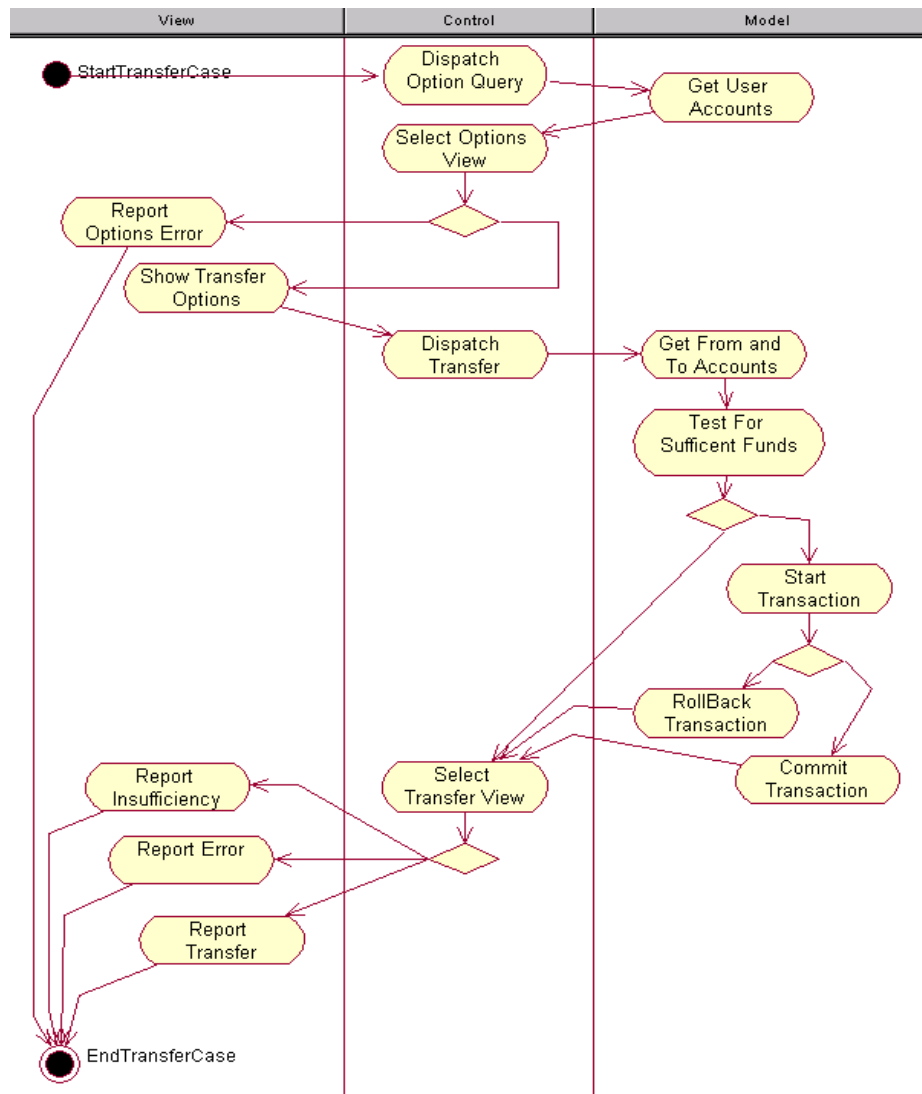 View
Control
Model
StartTransferCase
Dispatch
Option Query
Get User
Accounts
Select Options
View
Report
Options Error
Show Transfer
Options
Dispatch
Transfer
Get From and
To Accounts
Test For
Sufficent Funds
Start
Transaction
RollBack
Transaction
Commit
Transaction
Select
Transfer View
Report
Insufficiency
Report Error
Report
Transfer
EndTransferCase